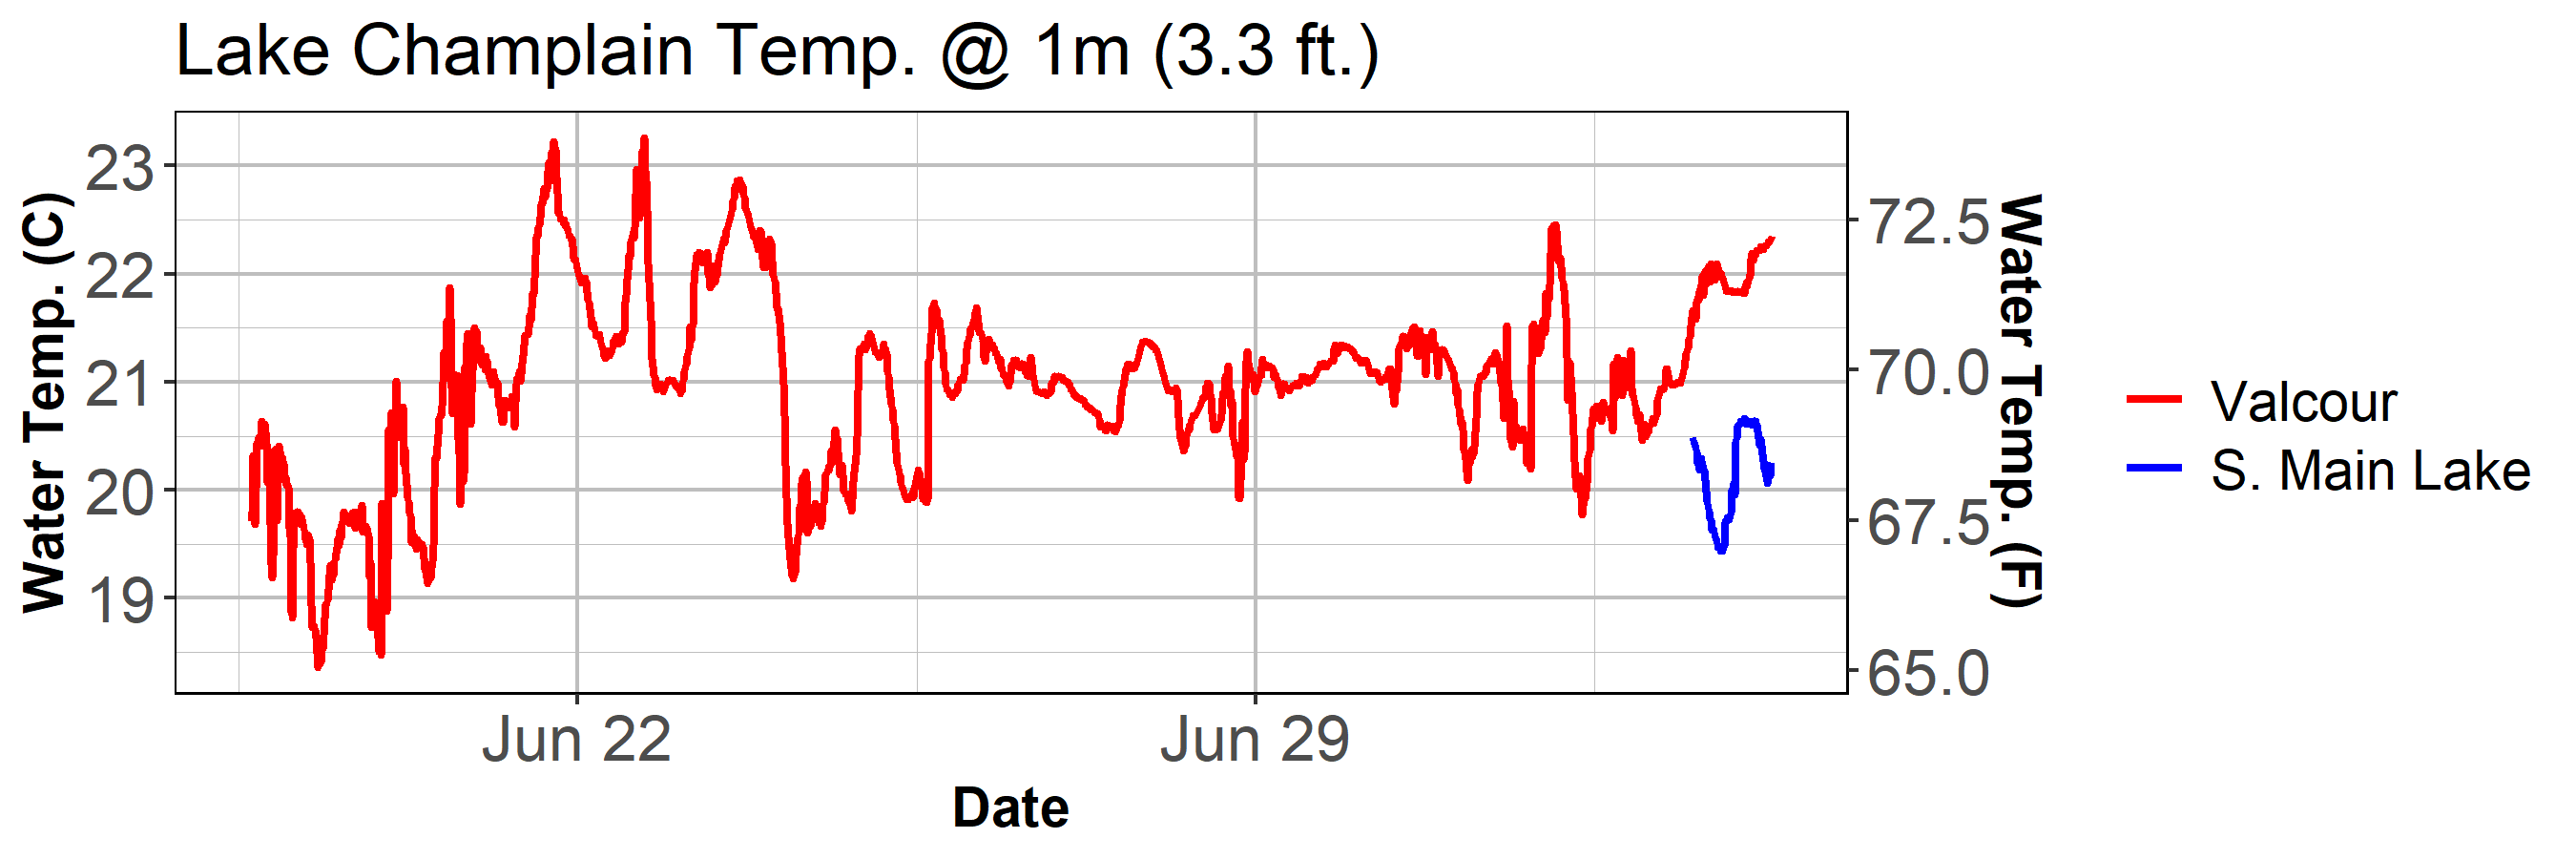 Lake Champlain Temp. @ 1m (3.3 ft.)
Water Temp. (C)
23
22
21
20
19
72.5
70.0
67.5
65.0
Water Temp. (F)
Jun 22
Jun 29
Date
Valcour
S. Main Lake